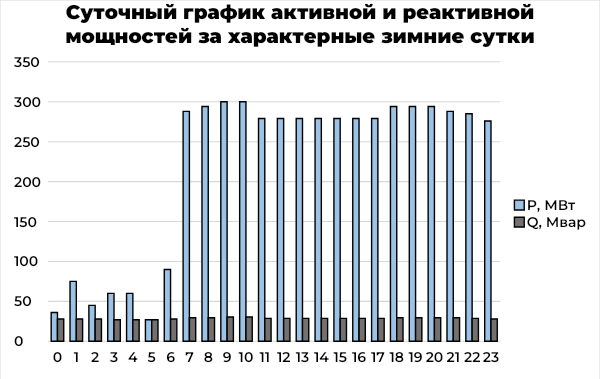 Суточный график активной и реактивной
мощностей за характерные зимние сутки
350
300
250
200
150
100
50
0
0 1 2 3 4 5 6 7 8 9 10 11 12 13 14 15 16 17 18 19 20 21 22 23
P, МВт
Q, Мвар